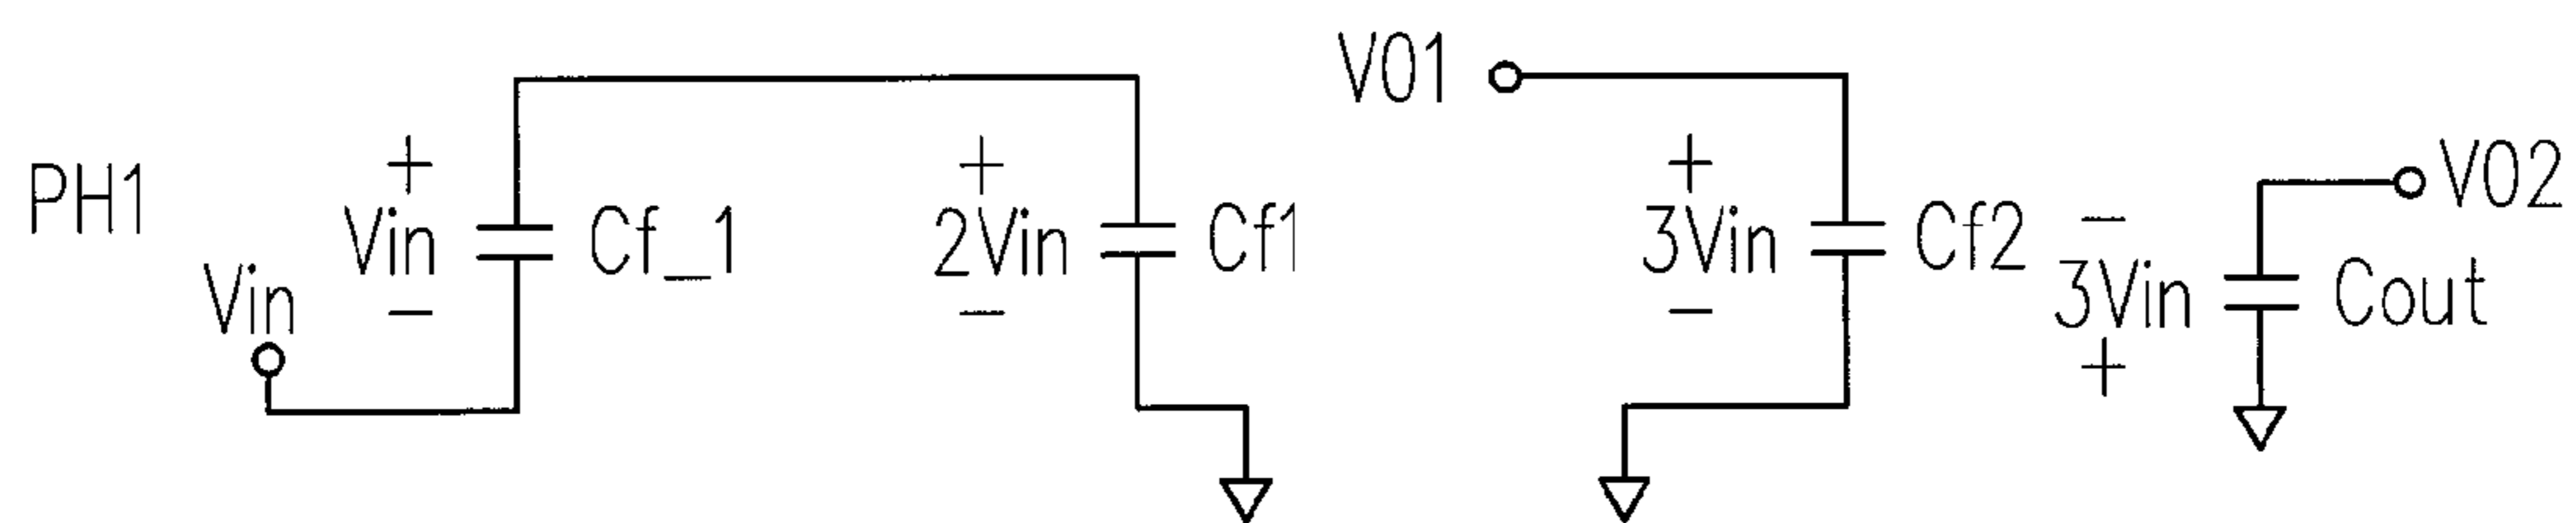 PH1
Vin
+
Vin
−
Cf_1
+
2Vin
−
Cf1
V01
+
3Vin
−
Cf2
−
3Vin
+
Cout
V02